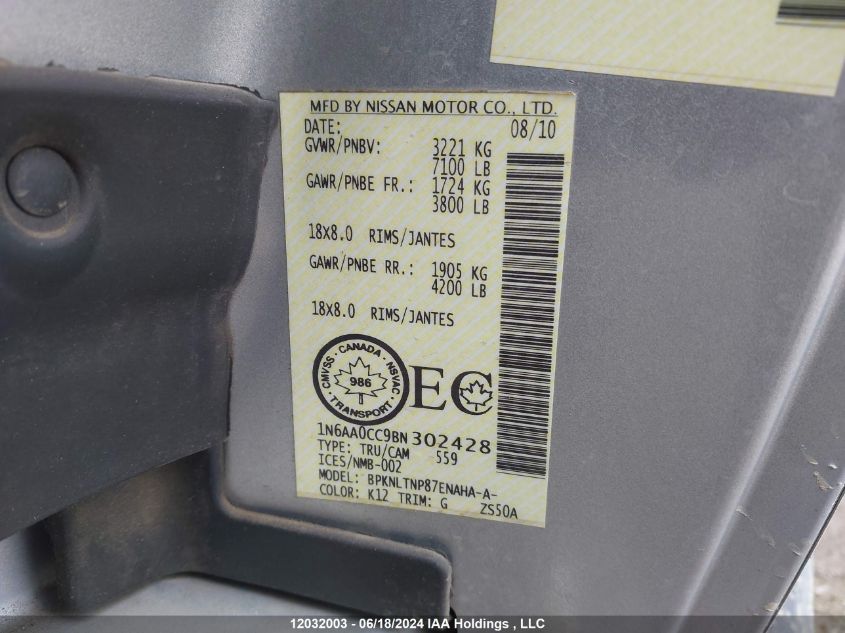 MFD BY NISSAN MOTOR CO., LTD.
DATE: 08/10
GVWR/PNBV: 3221 KG
7100 LB
GAWR/PNBE FR.: 1724 KG
3800 LB
18X8.0 RIMS/JANTES
GAWR/PNBE RR.: 1905 KG
4200 LB
18X8.0 RIMS/JANTES
CMVSS · CANADA · NSVAC
986
· TRANSPORT ·
EC
1N6AA0CC9BN302428
TYPE: TRU/CAM 559
ICES/NMB-002
MODEL: BPKNLTNP87ENAHA-A-
COLOR: K12 TRIM: G ZS50A
12032003 - 06/18/2024 IAA Holdings , LLC